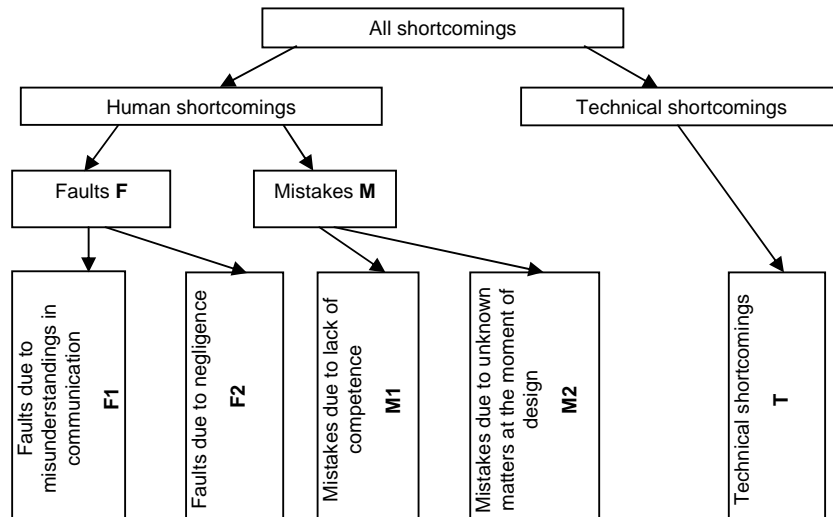 All shortcomings
Human shortcomings
Technical shortcomings
Faults F
Mistakes M
Faults due to
misunderstandings in
communication
F1
Faults due to negligence
F2
Mistakes due to lack of
competence
M1
Mistakes due to unknown
matters at the moment of
design
M2
Technical shortcomings
T